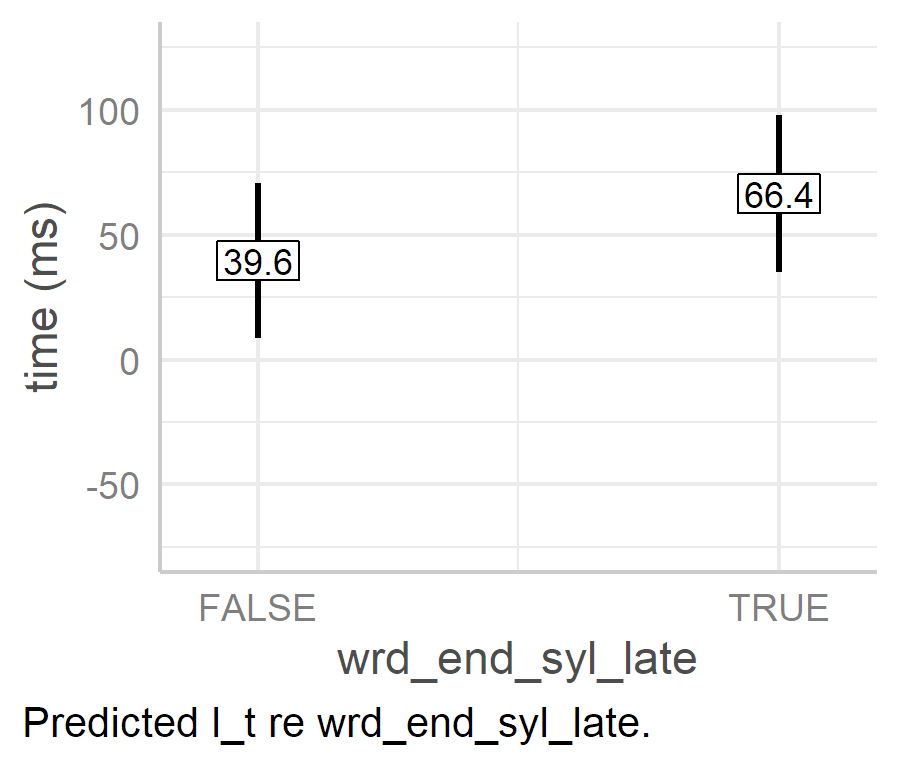 time (ms)
100
50
0
-50
39.6
66.4
FALSE
TRUE
wrd_end_syl_late
Predicted l_t re wrd_end_syl_late.